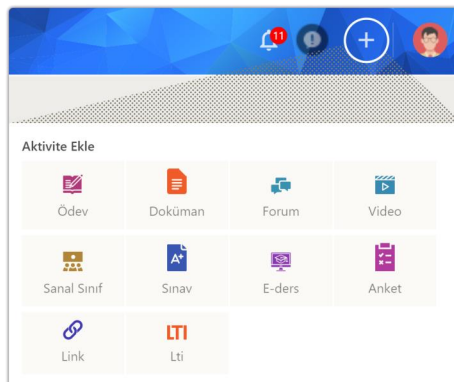 11
Aktivite Ekle
Ödev Doküman Forum Video
A+
Sanal Sınıf Sınav E-ders Anket
LTI
Link Lti